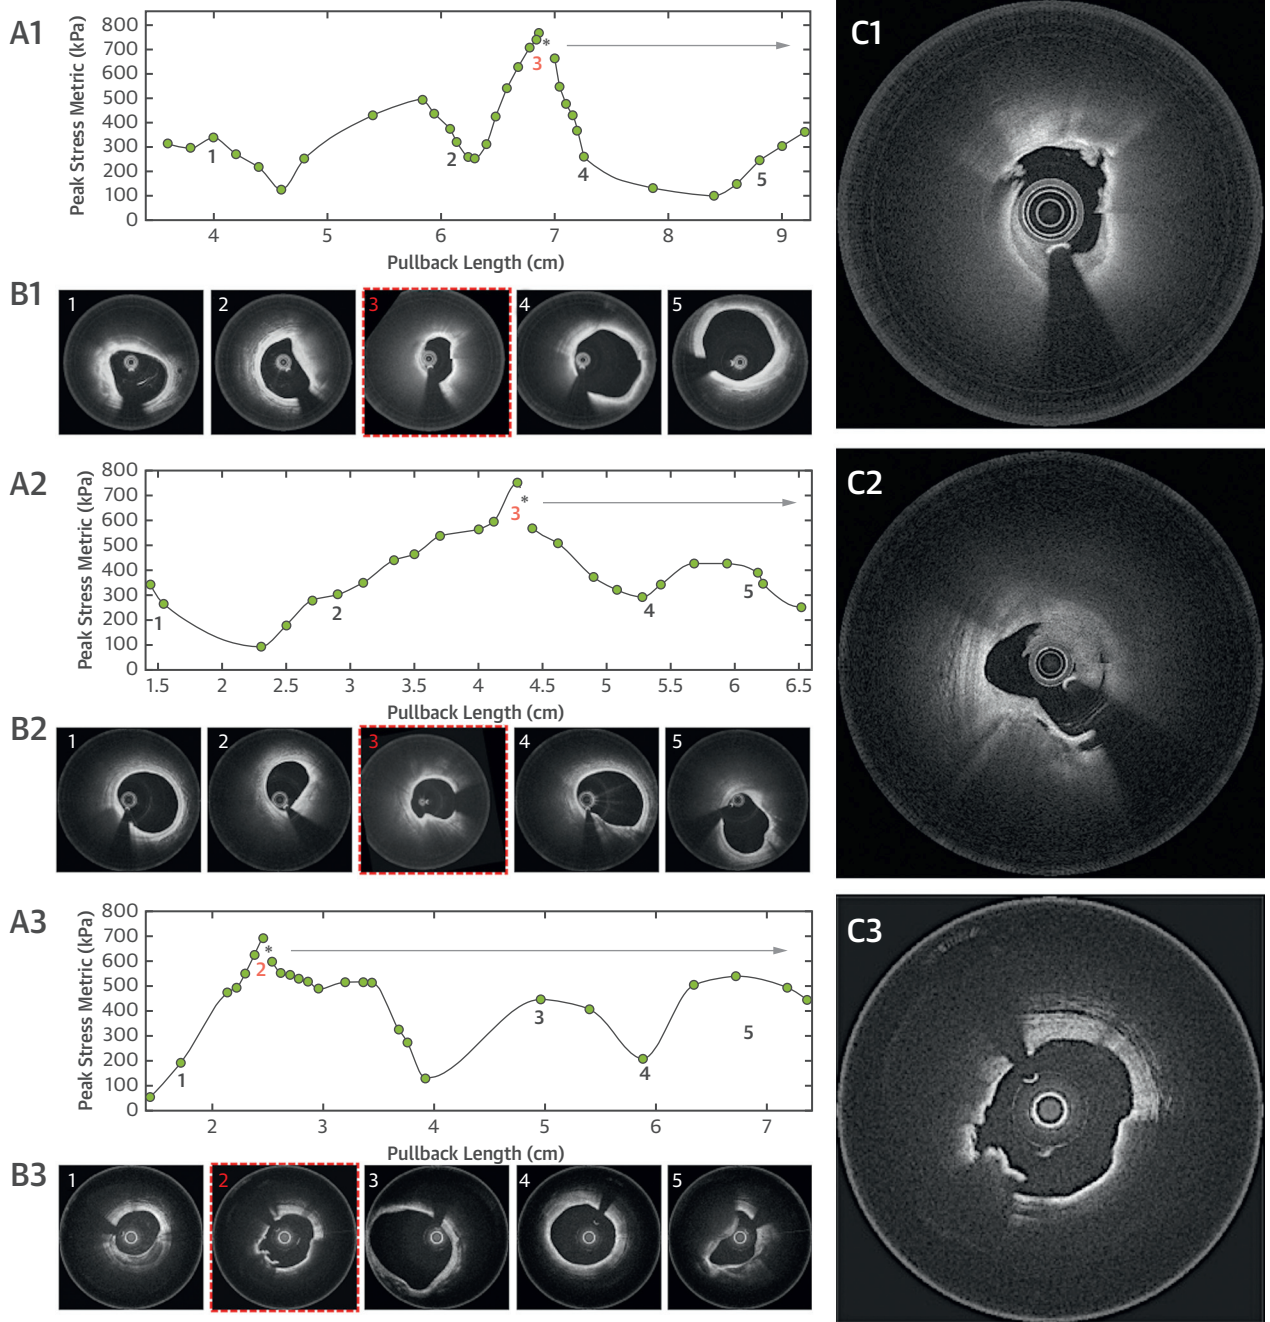 A1
Peak Stress Metric (kPa)
800
700
600
500
400
300
200
100
0
1
2
3
*
4
5
4 5 6 7 8 9
Pullback Length (cm)
B1
1 2 3 4 5
C1
A2
Peak Stress Metric (kPa)
800
700
600
500
400
300
200
100
0
1
2
3
*
4
5
1.5 2 2.5 3 3.5 4 4.5 5 5.5 6 6.5
Pullback Length (cm)
B2
1 2 3 4 5
C2
A3
Peak Stress Metric (kPa)
800
700
600
500
400
300
200
100
0
1
2
*
3
4
5
2 3 4 5 6 7
Pullback Length (cm)
B3
1 2 3 4 5
C3